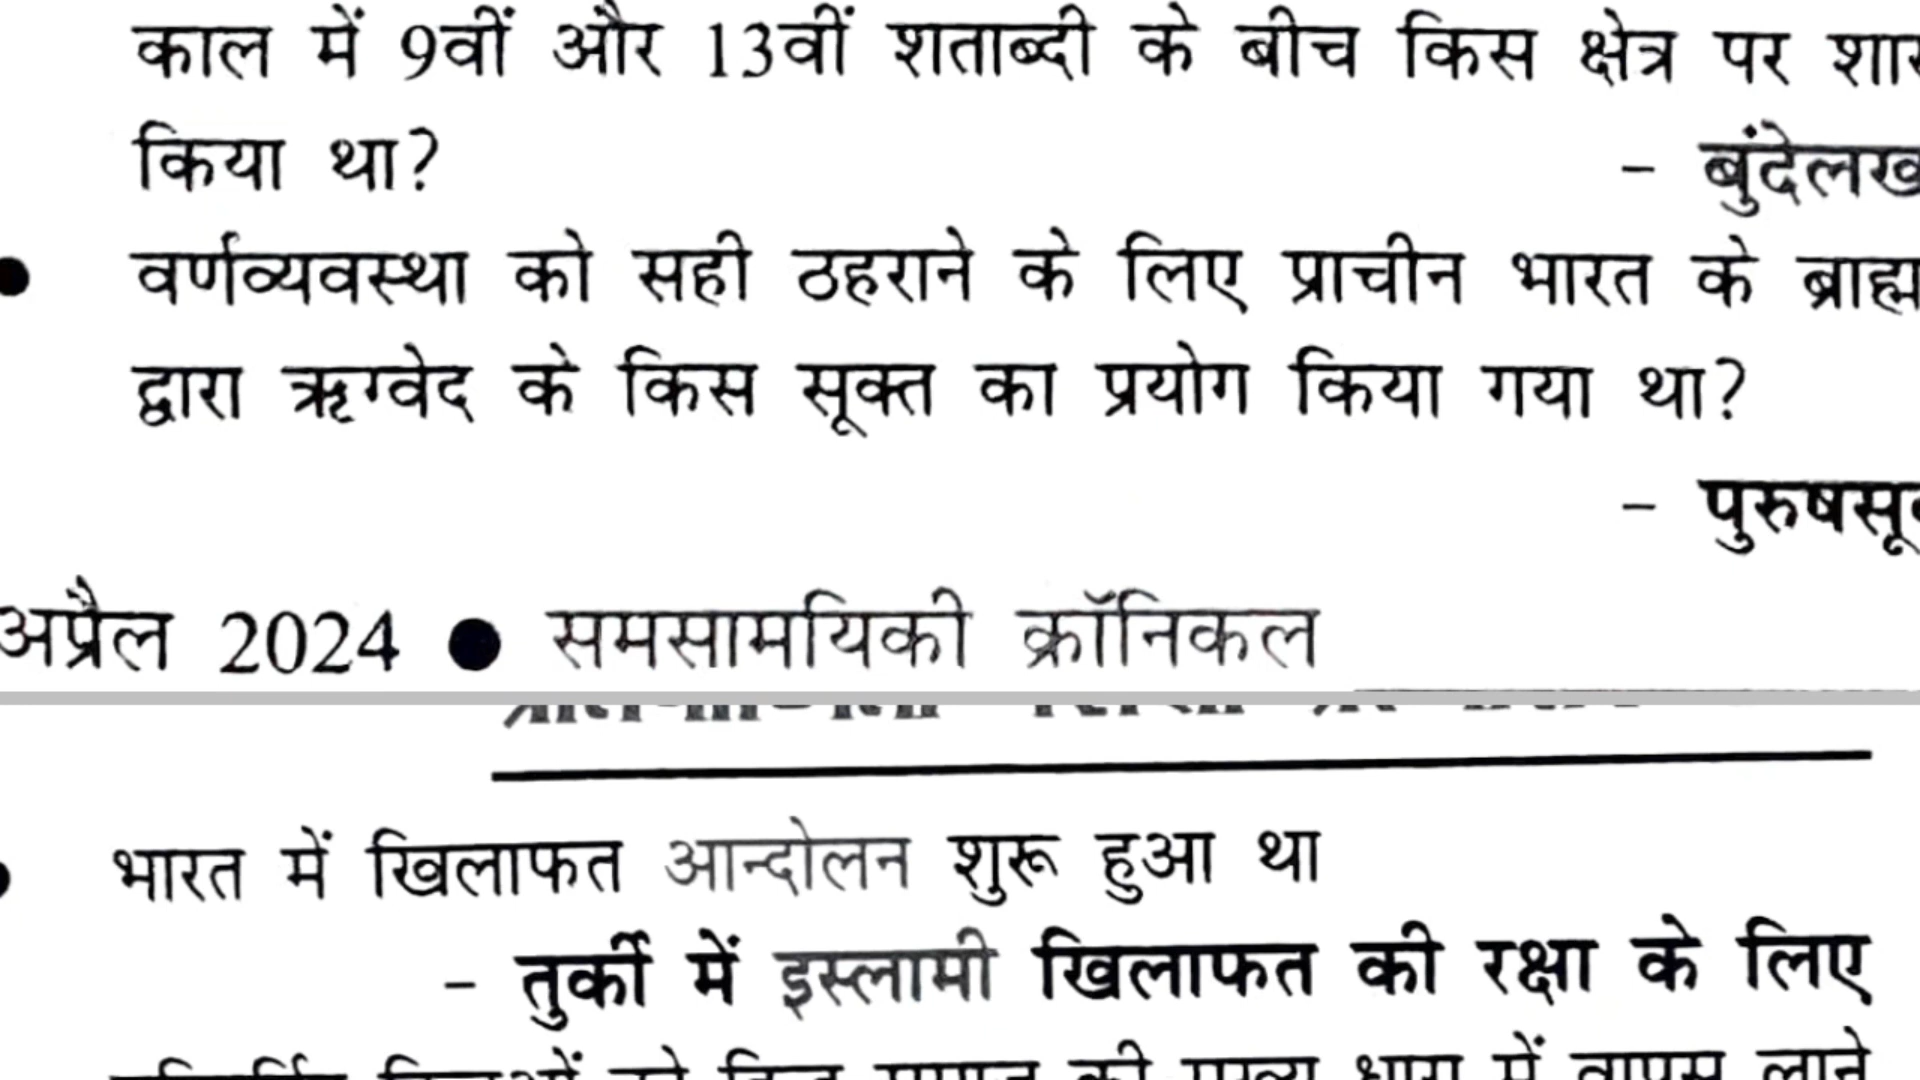 काल में 9वीं और 13वीं शताब्दी के बीच किस क्षेत्र पर
किया था? -
● वर्णव्यवस्था को सही ठहराने के लिए प्राचीन भारत के
द्वारा ऋग्वेद के किस सूक्त का प्रयोग किया गया था?
-
अप्रैल 2024 ● समसामयिकी क्रॉनिकल
● भारत में खिलाफत आन्दोलन शुरू हुआ था
- तुर्की में इस्लामी खिलाफत की रक्षा के लिए
में वापस लाने